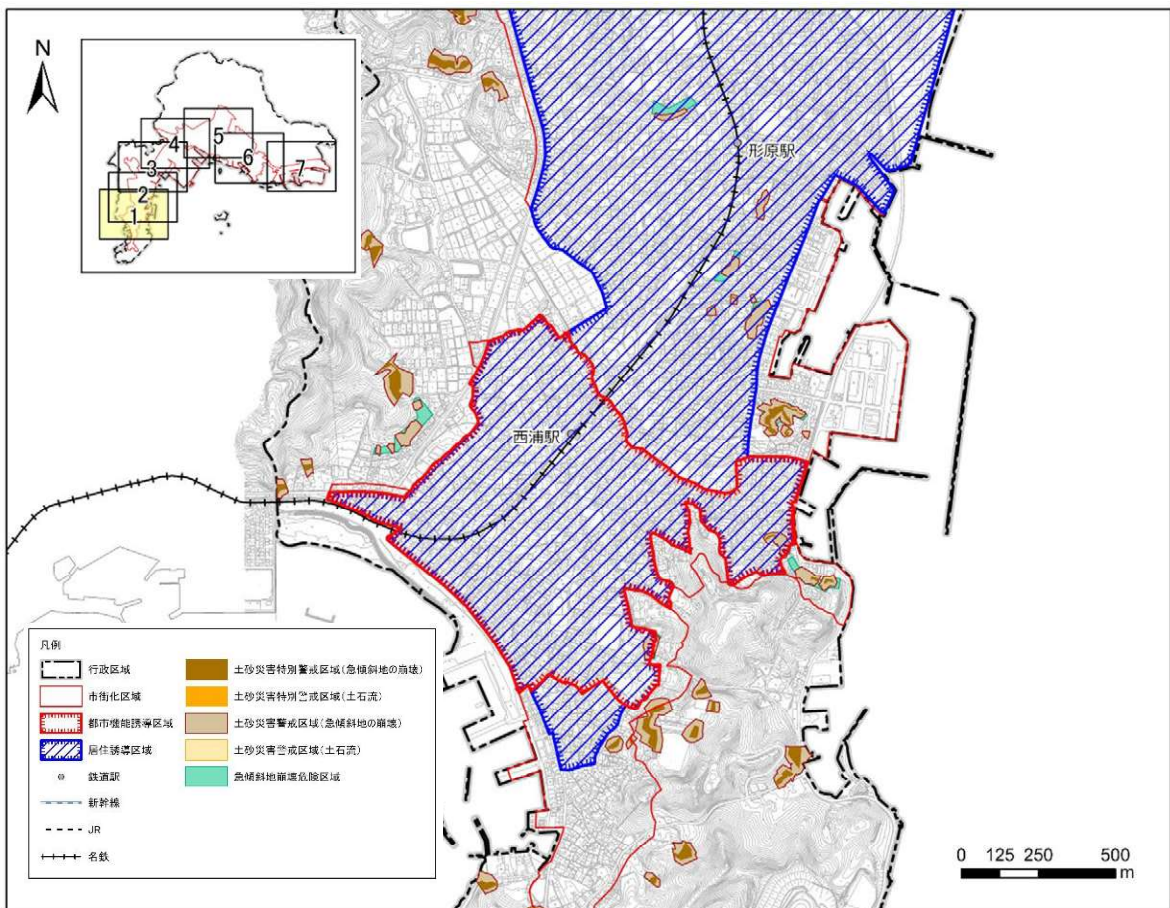 N
5
4
6
7
3
2
1
形原駅
西浦駅
凡例
行政区域
市街化区域
都市機能誘導区域
居住誘導区域
鉄道駅
新幹線
JR
名鉄
土砂災害特別警戒区域(急傾斜地の崩壊)
土砂災害特別警戒区域(土石流)
土砂災害警戒区域(急傾斜地の崩壊)
土砂災害警戒区域(土石流)
急傾斜地崩壊危険区域
0 125 250 500
m